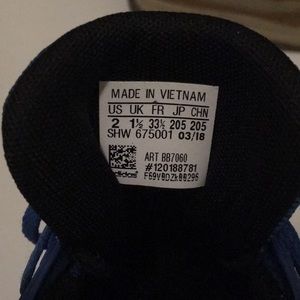 MADE IN VIETNAM
US UK FR JP CHN
2 1½ 33½ 205 205
SHW 675001 03/18
ART BB7060
#120188781
adidas